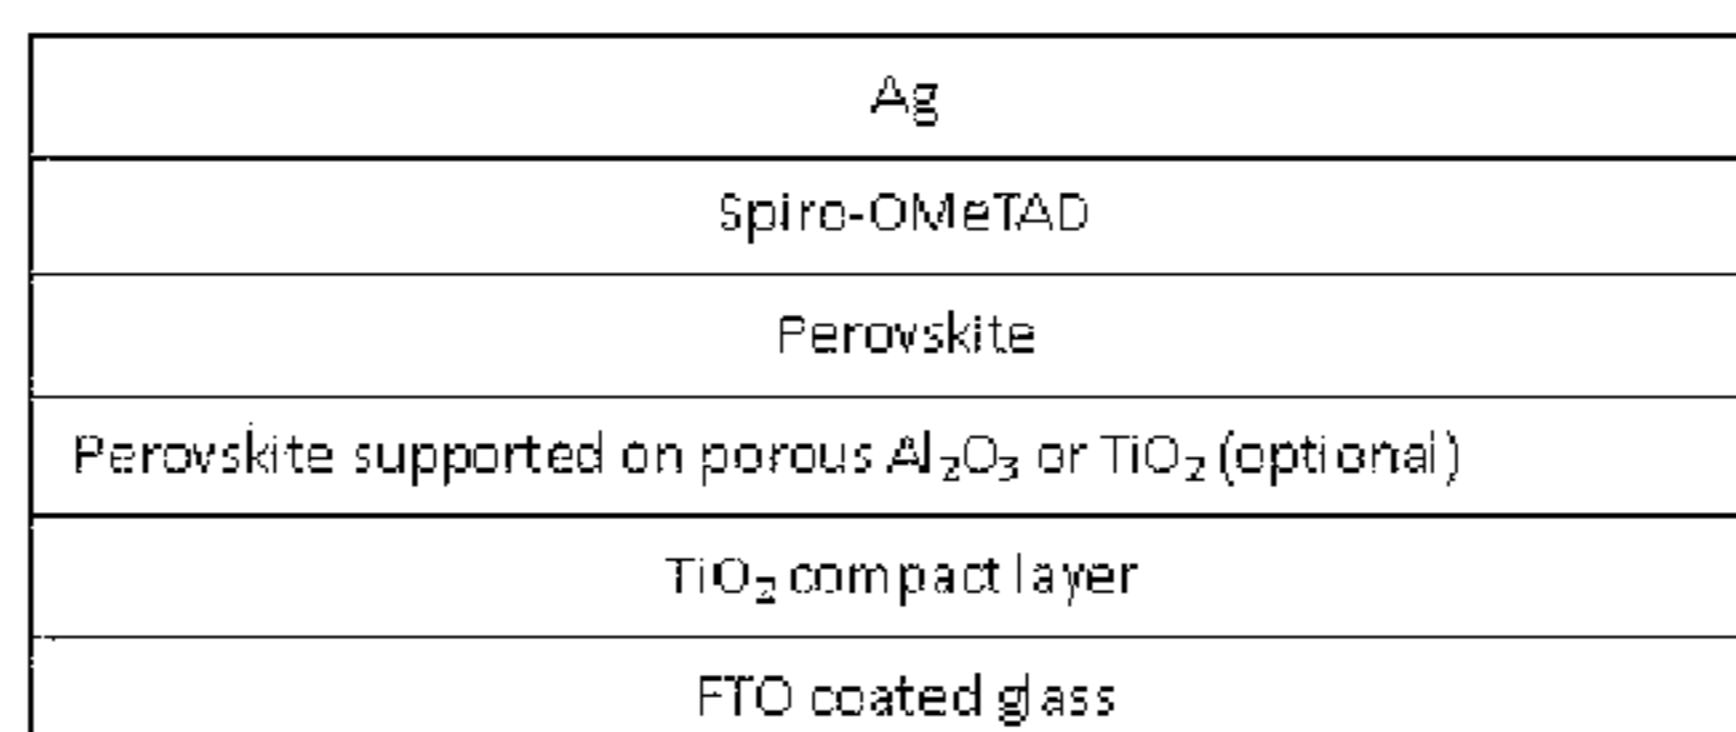 Ag
Spiro-OMeTAD
Perovskite
Perovskite supported on porous Al₂O₃ or TiO₂ (optional)
TiO₂ compact layer
FTO coated glass